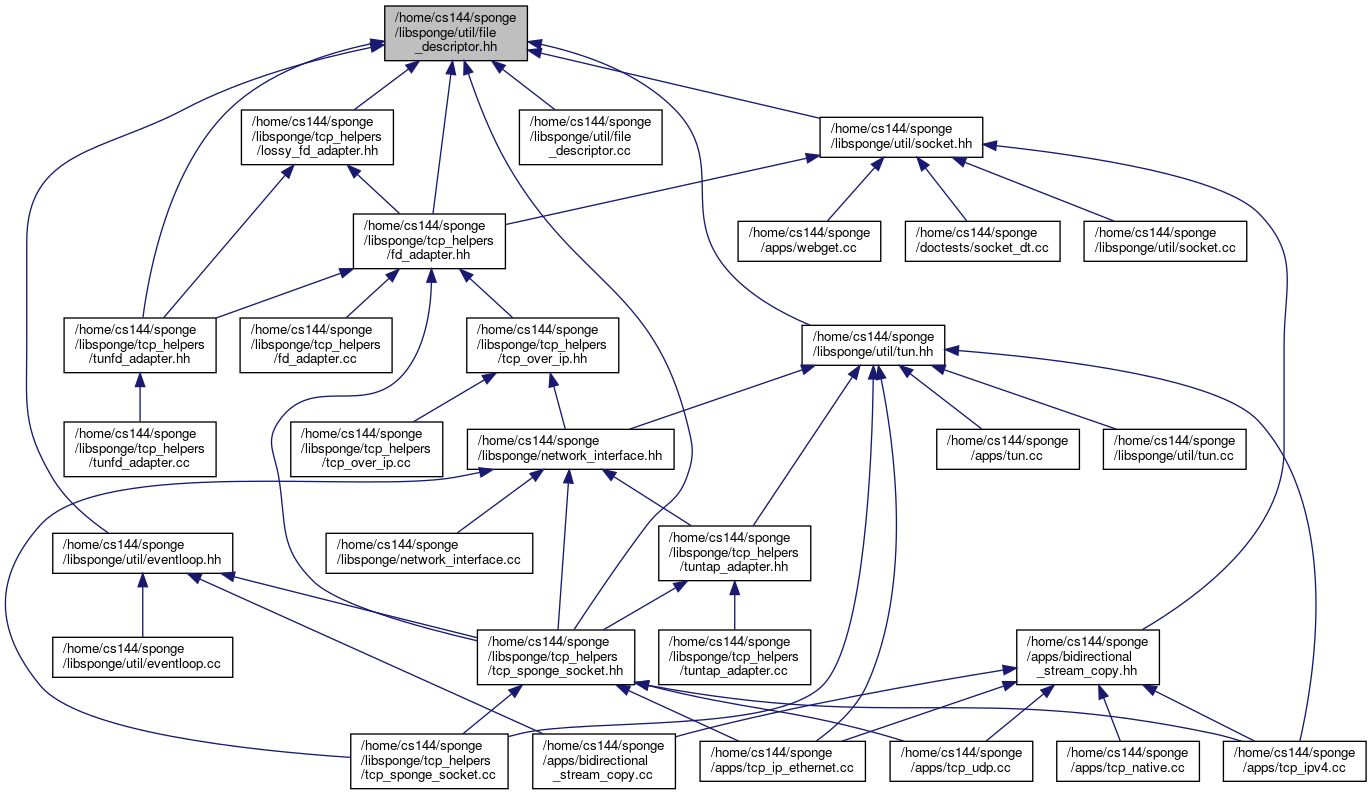 /home/cs144/sponge
/libsponge/util/file
_descriptor.hh
/home/cs144/sponge
/libsponge/tcp_helpers
/lossy_fd_adapter.hh
/home/cs144/sponge
/libsponge/util/file
_descriptor.cc
/home/cs144/sponge
/libsponge/util/socket.hh
/home/cs144/sponge
/libsponge/tcp_helpers
/fd_adapter.hh
/home/cs144/sponge
/apps/webget.cc
/home/cs144/sponge
/doctests/socket_dt.cc
/home/cs144/sponge
/libsponge/util/socket.cc
/home/cs144/sponge
/libsponge/tcp_helpers
/tunfd_adapter.hh
/home/cs144/sponge
/libsponge/tcp_helpers
/fd_adapter.cc
/home/cs144/sponge
/libsponge/tcp_helpers
/tcp_over_ip.hh
/home/cs144/sponge
/libsponge/util/tun.hh
/home/cs144/sponge
/libsponge/tcp_helpers
/tunfd_adapter.cc
/home/cs144/sponge
/libsponge/tcp_helpers
/tcp_over_ip.cc
/home/cs144/sponge
/libsponge/network_interface.hh
/home/cs144/sponge
/apps/tun.cc
/home/cs144/sponge
/libsponge/util/tun.cc
/home/cs144/sponge
/libsponge/util/eventloop.hh
/home/cs144/sponge
/libsponge/network_interface.cc
/home/cs144/sponge
/libsponge/tcp_helpers
/tuntap_adapter.hh
/home/cs144/sponge
/libsponge/util/eventloop.cc
/home/cs144/sponge
/libsponge/tcp_helpers
/tcp_sponge_socket.hh
/home/cs144/sponge
/libsponge/tcp_helpers
/tuntap_adapter.cc
/home/cs144/sponge
/apps/bidirectional
_stream_copy.hh
/home/cs144/sponge
/libsponge/tcp_helpers
/tcp_sponge_socket.cc
/home/cs144/sponge
/apps/bidirectional
_stream_copy.cc
/home/cs144/sponge
/apps/tcp_ip_ethernet.cc
/home/cs144/sponge
/apps/tcp_udp.cc
/home/cs144/sponge
/apps/tcp_native.cc
/home/cs144/sponge
/apps/tcp_ipv4.cc